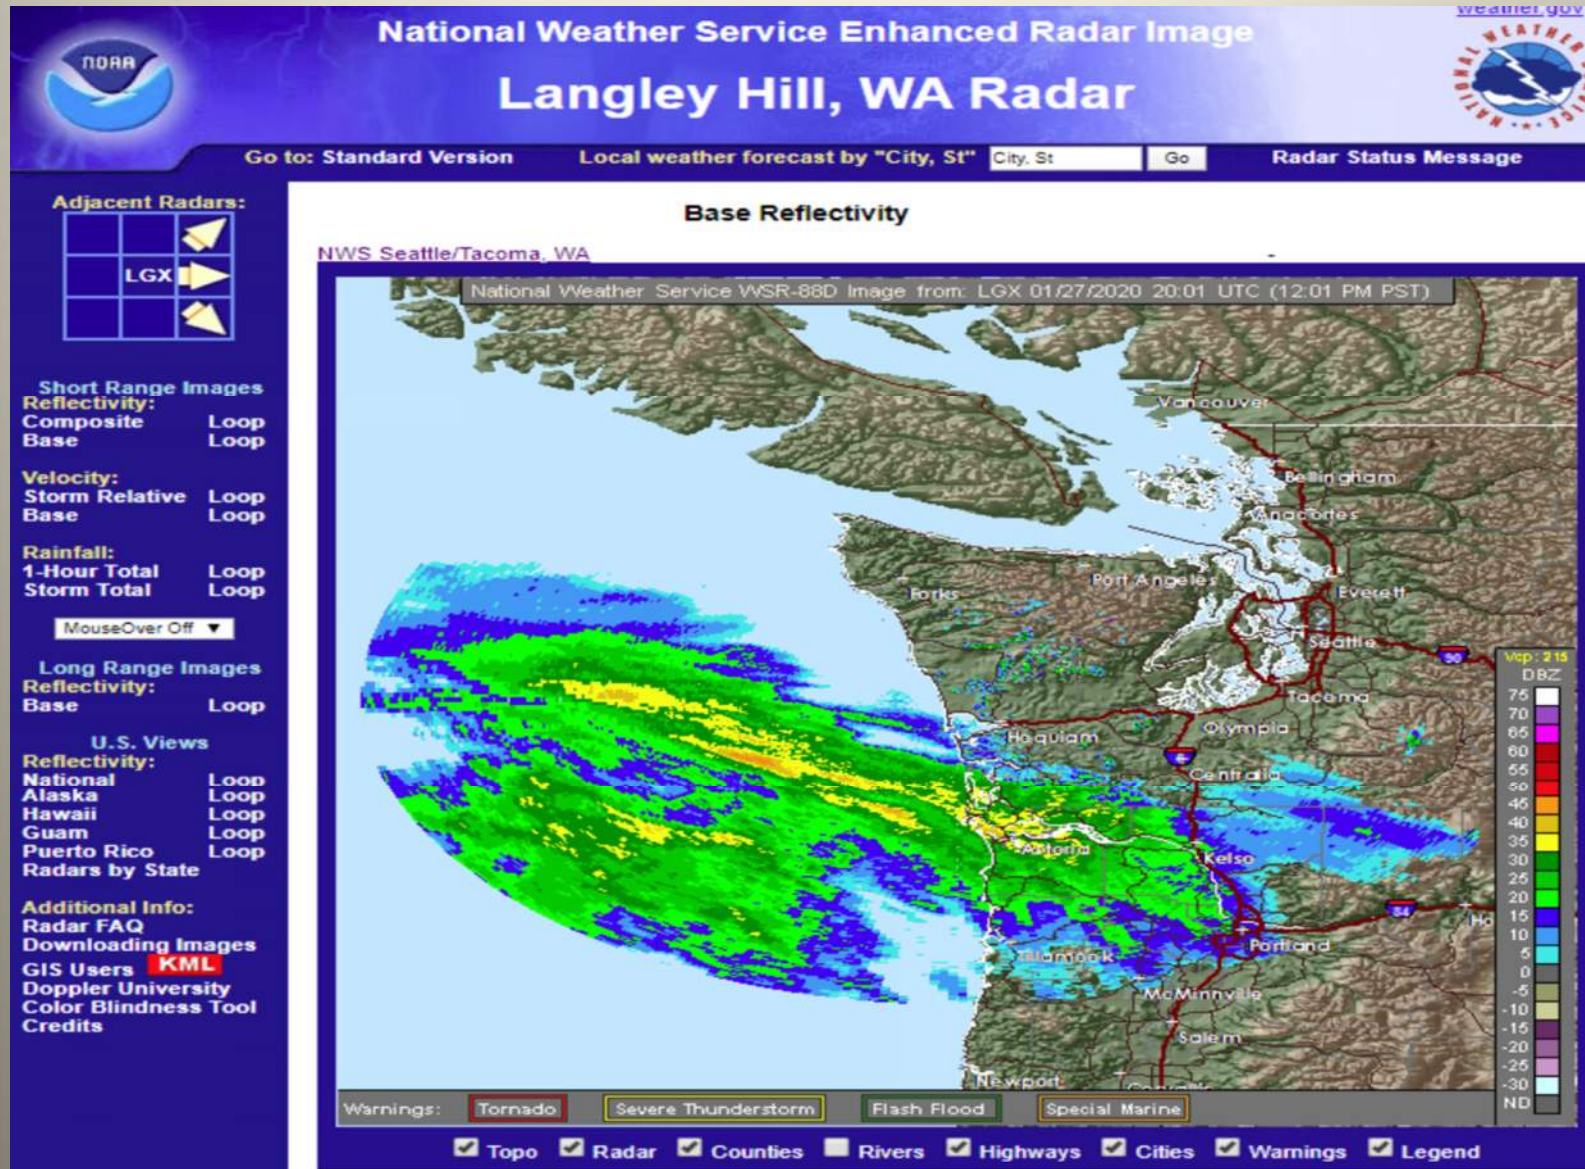 weather.gov
National Weather Service Enhanced Radar Image
NOAA
NATIONAL WEATHER SERVICE
Langley Hill, WA Radar
Go to: Standard Version
Local weather forecast by "City, St"
City, St
Go
Radar Status Message
Adjacent Radars:
LGX
Short Range Images
Reflectivity:
Composite Loop
Base Loop
Velocity:
Storm Relative Loop
Base Loop
Rainfall:
1-Hour Total Loop
Storm Total Loop
MouseOver Off ▼
Long Range Images
Reflectivity:
Base Loop
U.S. Views
Reflectivity:
National Loop
Alaska Loop
Hawaii Loop
Guam Loop
Puerto Rico Loop
Radars by State
Additional Info:
Radar FAQ
Downloading Images
GIS Users KML
Doppler University
Color Blindness Tool
Credits
Base Reflectivity
NWS Seattle/Tacoma, WA
-
National Weather Service WSR-88D Image from: LGX 01/27/2020 20:01 UTC (12:01 PM PST)
Vancouver
Bellingham
Anacortes
Port Angeles
Forks
Everett
Seattle
90
Tacoma
Hoquiam
Olympia
Centralia
Astoria
Kelso
84
Ho
Portland
Tillamook
McMinnville
Salem
Newport
Vcp: 215
DBZ
75
70
65
60
55
50
45
40
35
30
25
20
15
10
5
0
-5
-10
-15
-20
-25
-30
ND
Warnings: Tornado Severe Thunderstorm Flash Flood Special Marine
Topo Radar Counties Rivers Highways Cities Warnings Legend